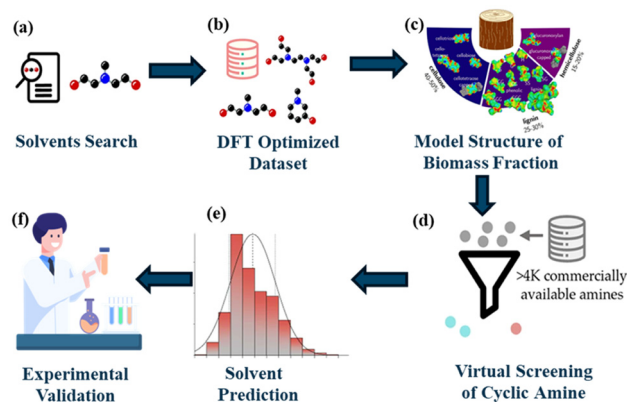 (a)
Solvents Search
(b)
DFT Optimized
Dataset
(c)
cellulose
40-50%
lignin
25-30%
hemicellulose
15-20%
Model Structure of
Biomass Fraction
(d)
>4K commercially
available amines
Virtual Screening
of Cyclic Amine
(e)
Solvent
Prediction
(f)
Experimental
Validation